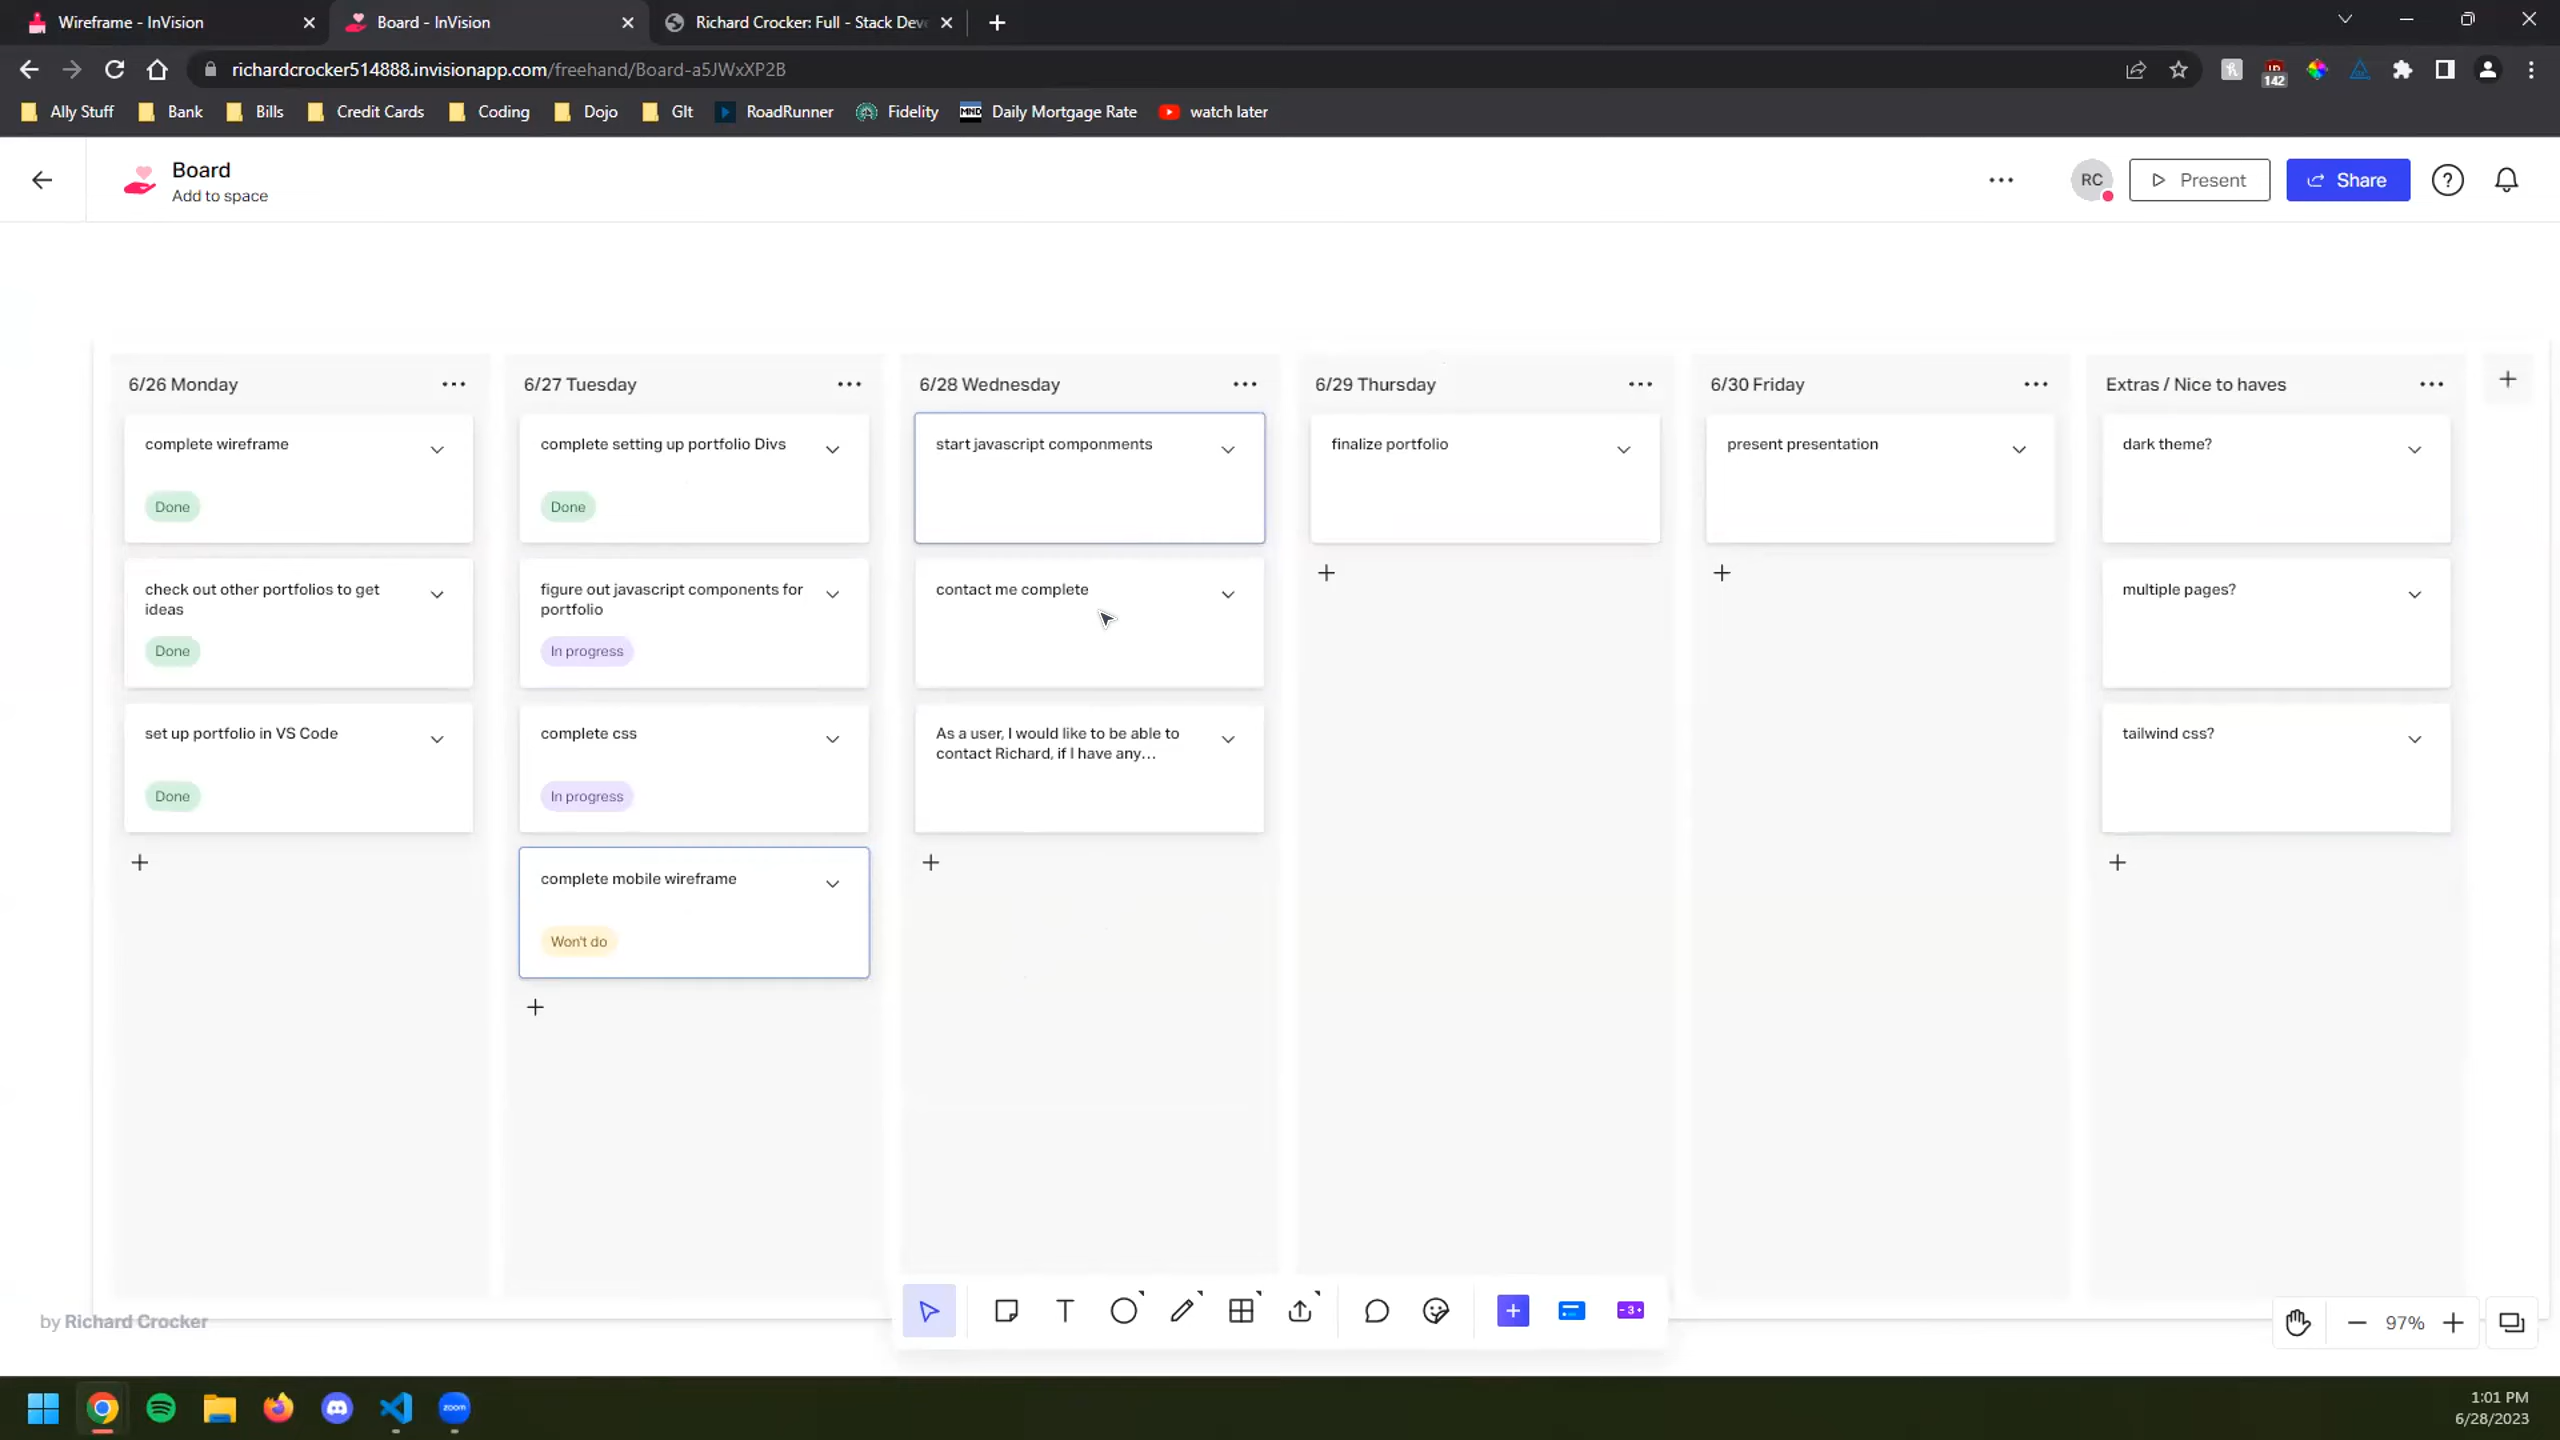 Wireframe - InVision
Board - InVision
Richard Crocker: Full - Stack Dev
richardcrocker514888.invisionapp.com/freehand/Board-a5JWxXP2B
142
Ally Stuff
Bank
Bills
Credit Cards
Coding
Dojo
GIt
RoadRunner
Fidelity
MND
Daily Mortgage Rate
watch later
Board
Add to space
RC
Present
Share
6/26 Monday
complete wireframe
Done
check out other portfolios to get
ideas
Done
set up portfolio in VS Code
Done
6/27 Tuesday
complete setting up portfolio Divs
Done
figure out javascript components for
portfolio
In progress
complete css
In progress
complete mobile wireframe
Won't do
6/28 Wednesday
start javascript componments
contact me complete
As a user, I would like to be able to
contact Richard, if I have any...
6/29 Thursday
finalize portfolio
6/30 Friday
present presentation
Extras / Nice to haves
dark theme?
multiple pages?
tailwind css?
by Richard Crocker
-3+
97%
zoom
1:01 PM
6/28/2023